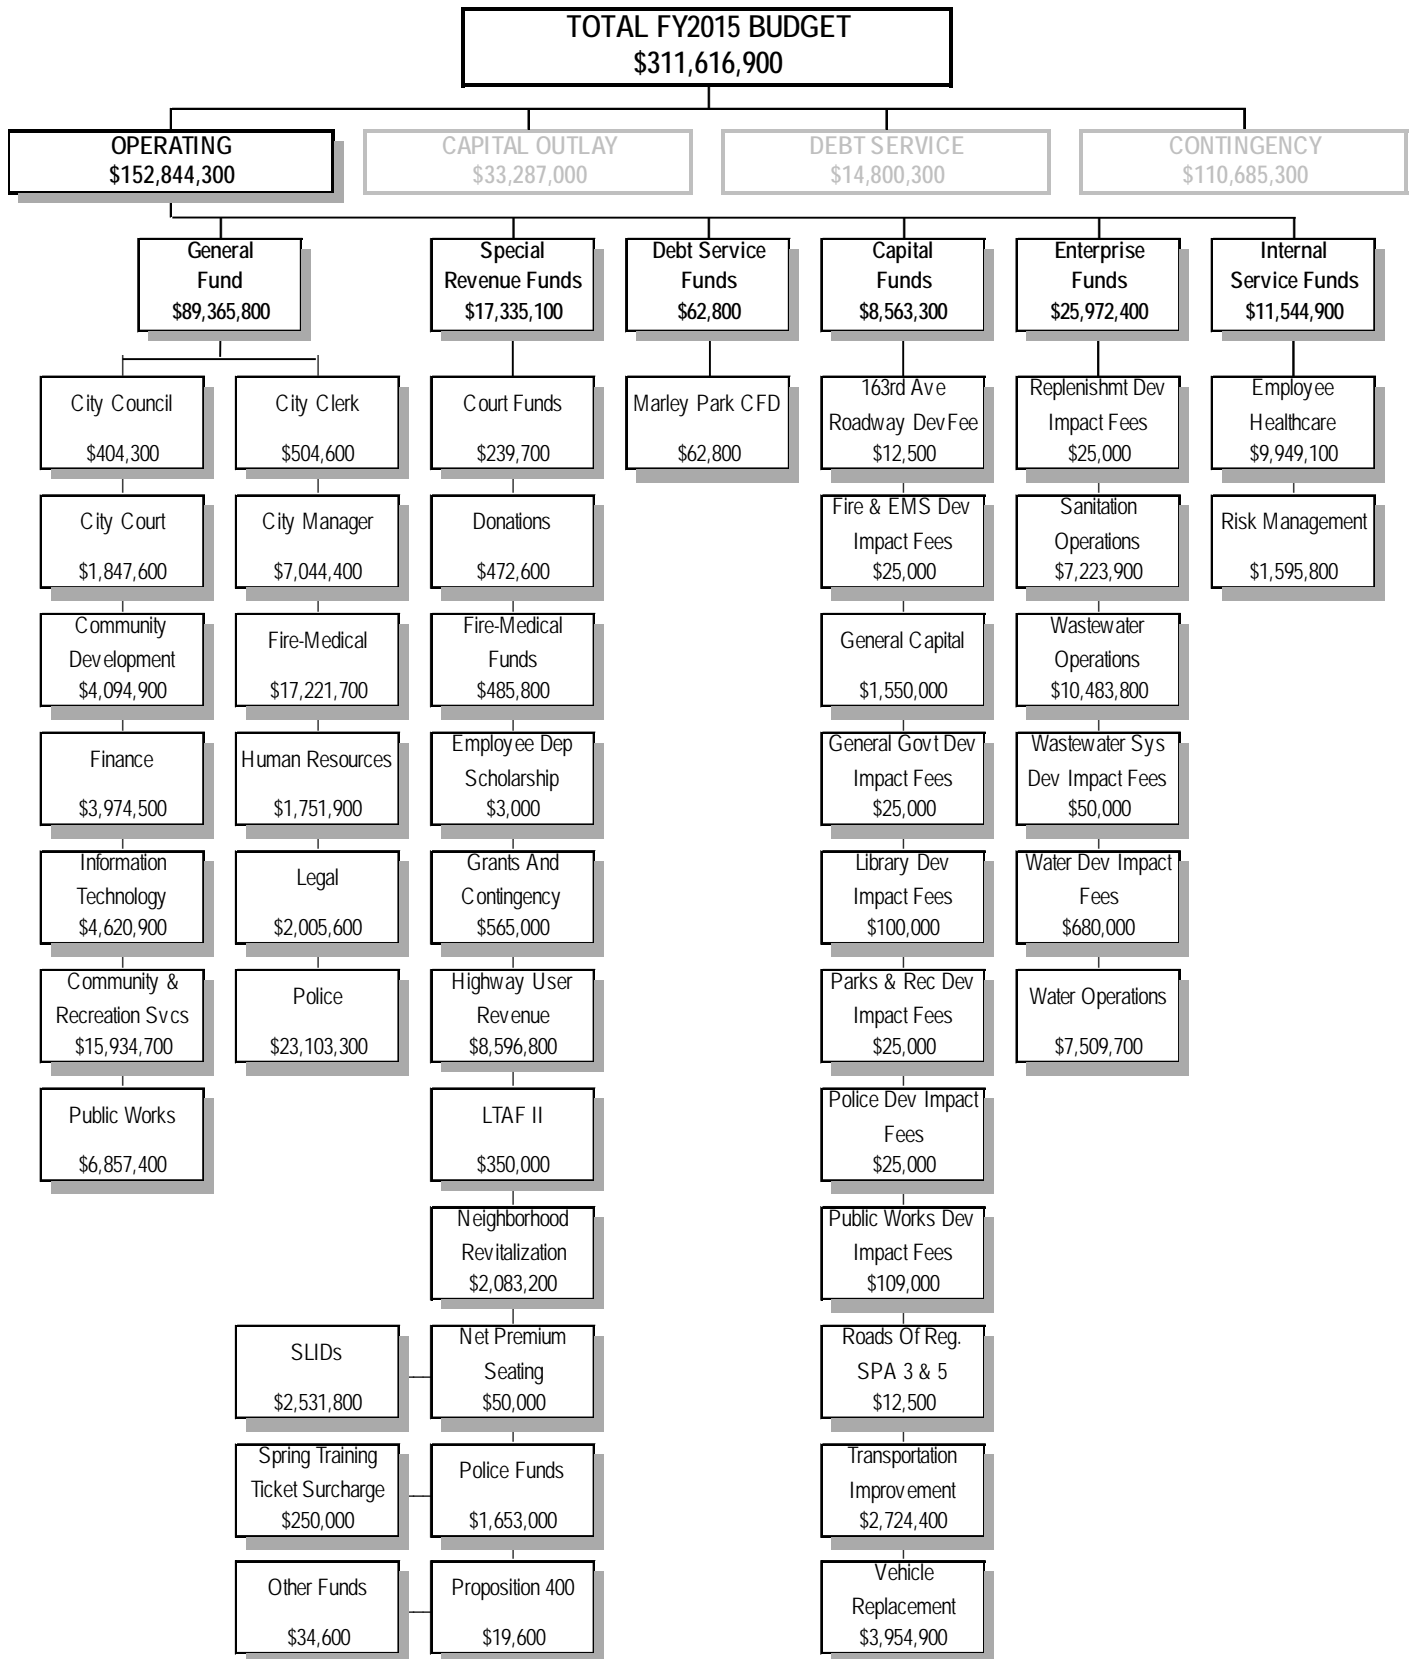 TOTAL FY2015 BUDGET
$311,616,900
OPERATING
$152,844,300
CAPITAL OUTLAY
$33,287,000
DEBT SERVICE
$14,800,300
CONTINGENCY
$110,685,300
General
Fund
$89,365,800
Special
Revenue Funds
$17,335,100
Debt Service
Funds
$62,800
Capital
Funds
$8,563,300
Enterprise
Funds
$25,972,400
Internal
Service Funds
$11,544,900
City Council
$404,300
City Clerk
$504,600
Court Funds
$239,700
Marley Park CFD
$62,800
163rd Ave
Roadway DevFee
$12,500
Replenishmt Dev
Impact Fees
$25,000
Employee
Healthcare
$9,949,100
City Court
$1,847,600
City Manager
$7,044,400
Donations
$472,600
Fire & EMS Dev
Impact Fees
$25,000
Sanitation
Operations
$7,223,900
Risk Management
$1,595,800
Community
Development
$4,094,900
Fire-Medical
$17,221,700
Fire-Medical
Funds
$485,800
General Capital
$1,550,000
Wastewater
Operations
$10,483,800
Finance
$3,974,500
Human Resources
$1,751,900
Employee Dep
Scholarship
$3,000
General Govt Dev
Impact Fees
$25,000
Wastewater Sys
Dev Impact Fees
$50,000
Information
Technology
$4,620,900
Legal
$2,005,600
Grants And
Contingency
$565,000
Library Dev
Impact Fees
$100,000
Water Dev Impact
Fees
$680,000
Community &
Recreation Svcs
$15,934,700
Police
$23,103,300
Highway User
Revenue
$8,596,800
Parks & Rec Dev
Impact Fees
$25,000
Water Operations
$7,509,700
Public Works
$6,857,400
LTAF II
$350,000
Police Dev Impact
Fees
$25,000
Neighborhood
Revitalization
$2,083,200
Public Works Dev
Impact Fees
$109,000
SLIDs
$2,531,800
Net Premium
Seating
$50,000
Roads Of Reg.
SPA 3 & 5
$12,500
Spring Training
Ticket Surcharge
$250,000
Police Funds
$1,653,000
Transportation
Improvement
$2,724,400
Other Funds
$34,600
Proposition 400
$19,600
Vehicle
Replacement
$3,954,900